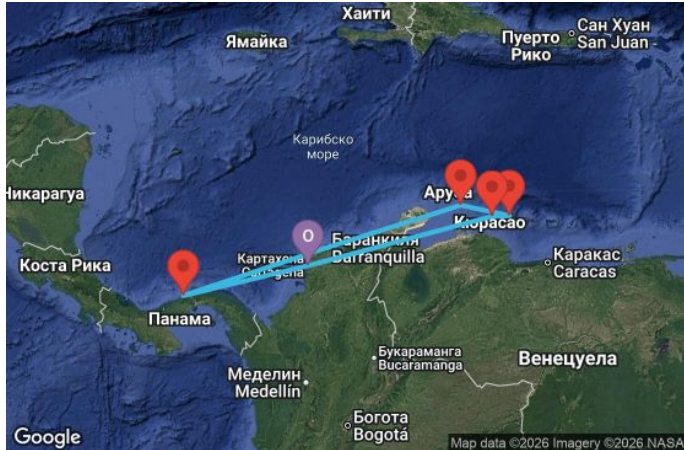 Хаити
Ямайка
Пуерто
Рико
Сан Хуан
San Juan
Карибско
море
Никарагуа
Аруба
Кюрасао
О
Баранкиля
Barranquilla
Картахена
Cartagena
Коста Рика
Каракас
Caracas
Панама
Букараманга
Bucaramanga
Венецуела
Меделин
Medellín
Богота
Bogotá
Google
Map data ©2026 Imagery ©2026 NASA